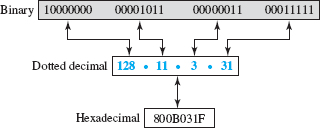 Binary 10000000 00001011 00000011 00011111
Dotted decimal 128 • 11 • 3 • 31
Hexadecimal 800B031F